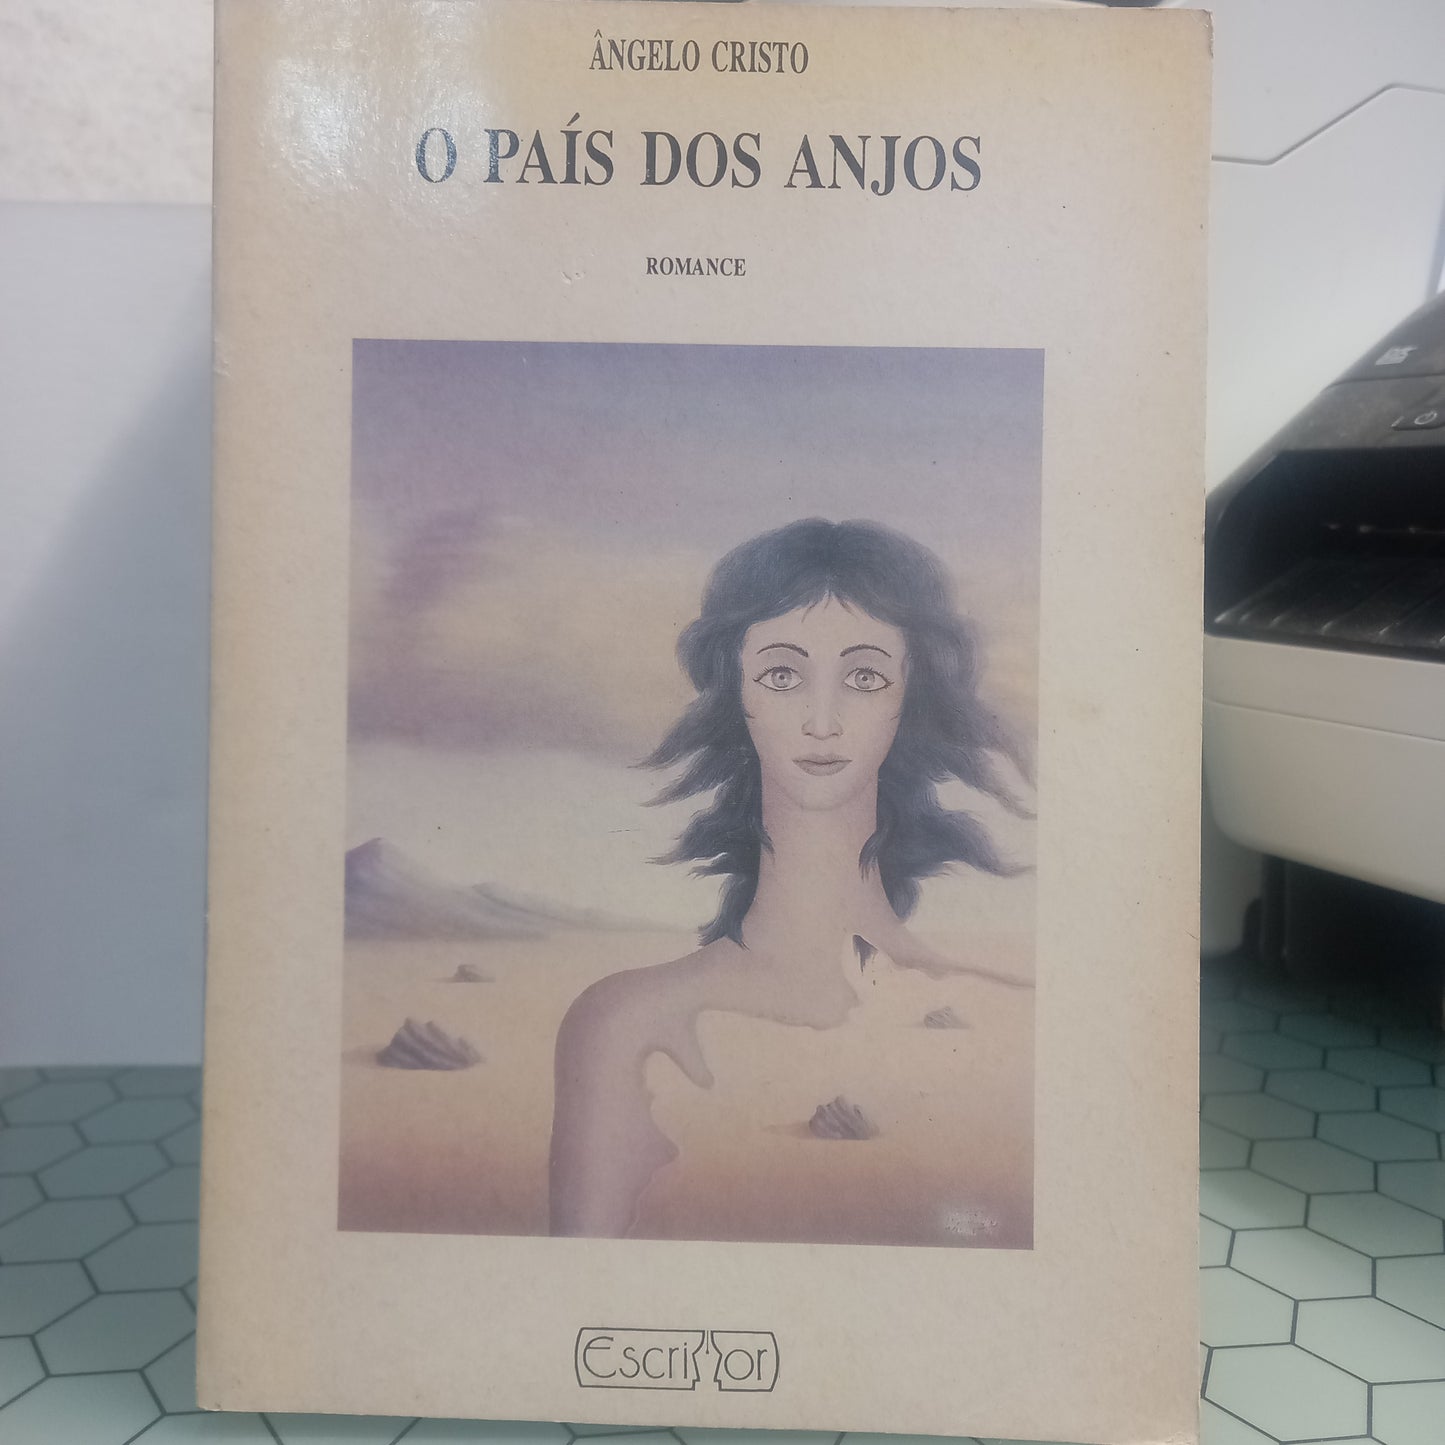 ÂNGELO CRISTO
O PAÍS DOS ANJOS
ROMANCE
Escritor